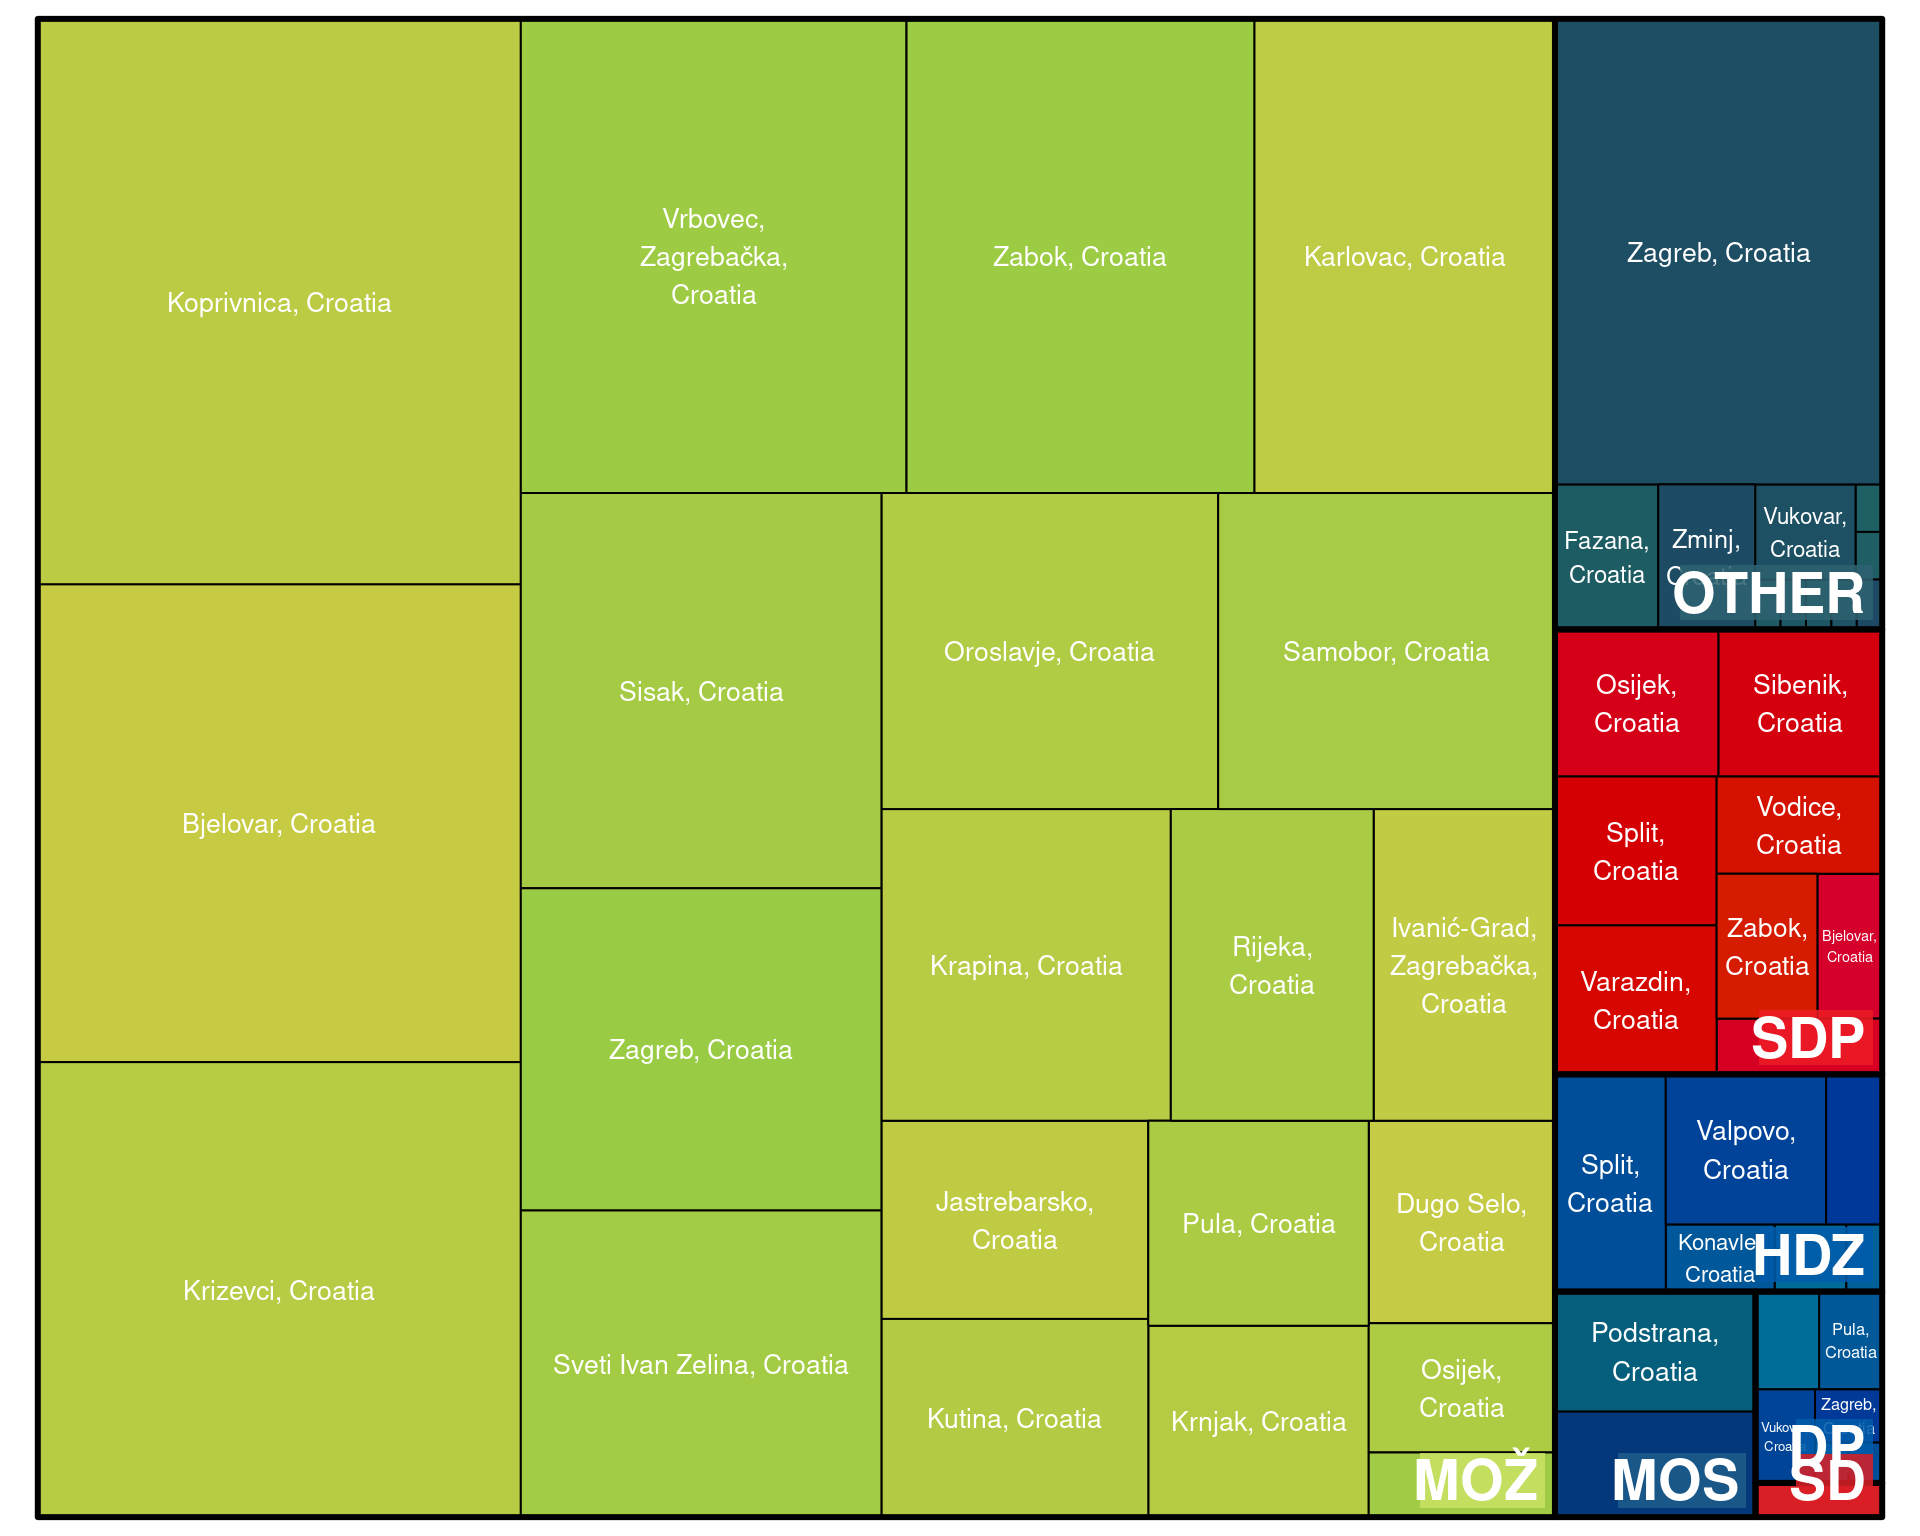 Koprivnica, Croatia
Bjelovar, Croatia
Krizevci, Croatia
Vrbovec,
Zagrebačka,
Croatia
Zabok, Croatia
Karlovac, Croatia
Sisak, Croatia
Zagreb, Croatia
Sveti Ivan Zelina, Croatia
Oroslavje, Croatia
Samobor, Croatia
Krapina, Croatia
Rijeka,
Croatia
Ivanić-Grad,
Zagrebačka,
Croatia
Jastrebarsko,
Croatia
Kutina, Croatia
Pula, Croatia
Krnjak, Croatia
Dugo Selo,
Croatia
Osijek,
Croatia
MOŽ
Zagreb, Croatia
Fazana,
Croatia
Zminj,
Croatia
Vukovar,
Croatia
OTHER
Osijek,
Croatia
Sibenik,
Croatia
Split,
Croatia
Vodice,
Croatia
Varazdin,
Croatia
Zabok,
Croatia
Bjelovar,
Croatia
SDP
Split,
Croatia
Valpovo,
Croatia
Konavle
Croatia
HDZ
Podstrana,
Croatia
MOS
Pula,
Croatia
Zagreb,
Croatia
DP
SD